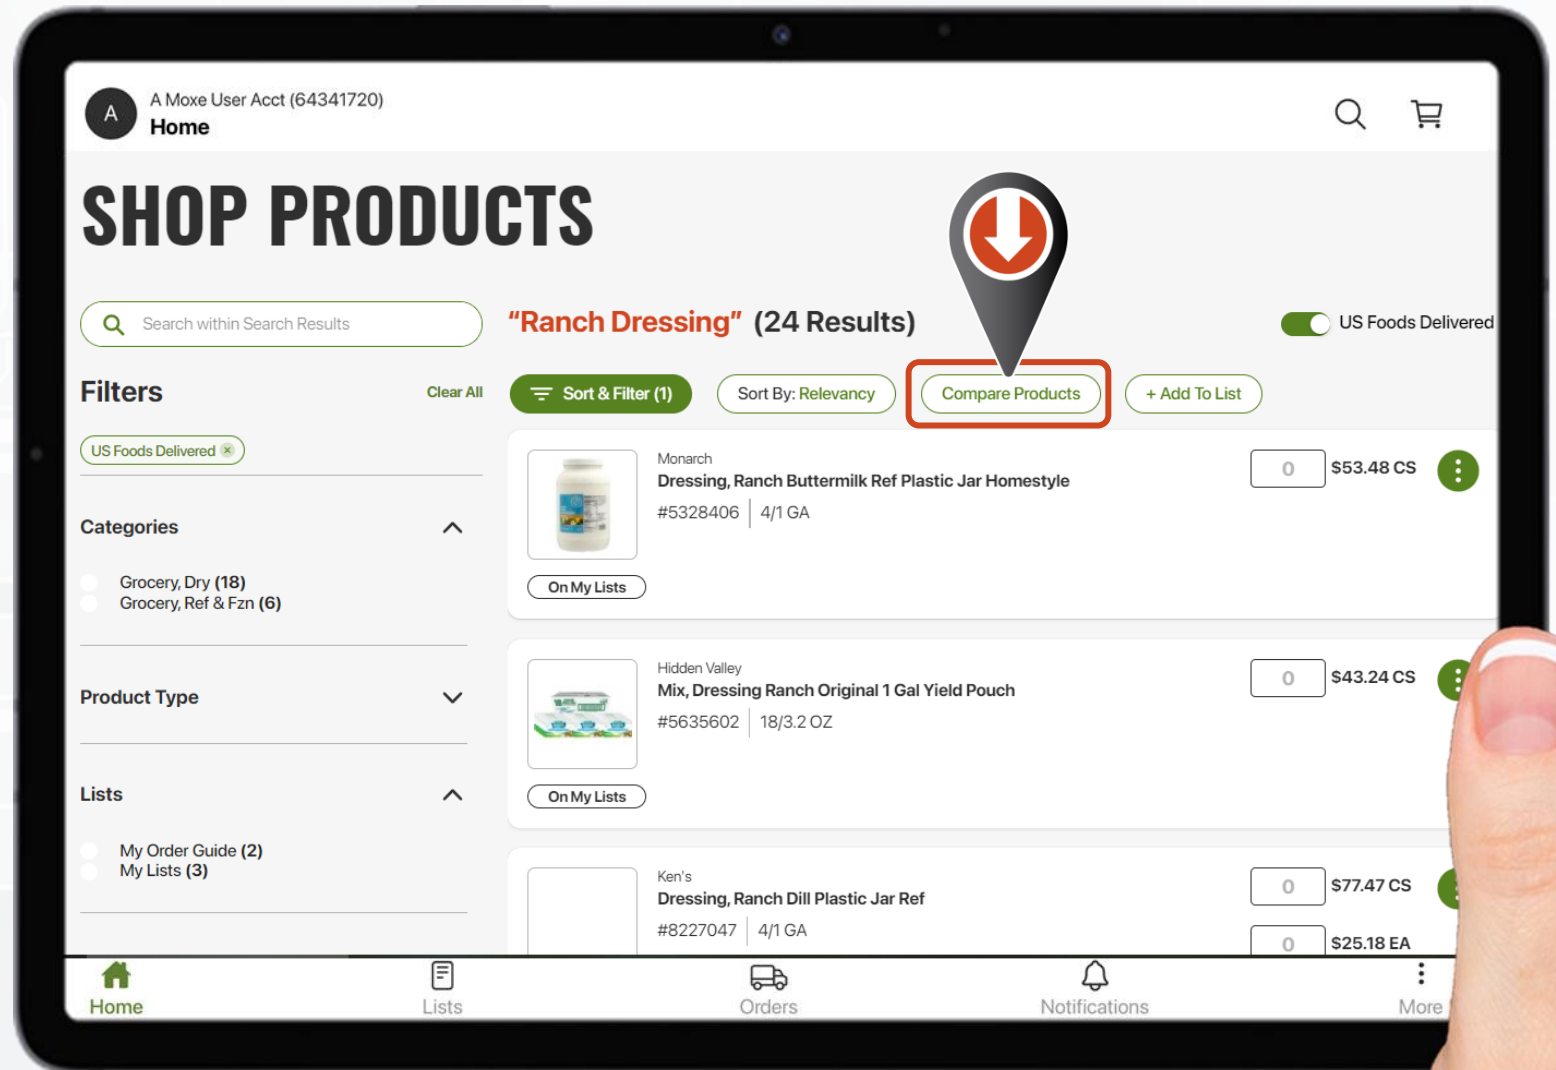 A
A Moxe User Acct (64341720)
Home
SHOP PRODUCTS
Search within Search Results
"Ranch Dressing" (24 Results)
US Foods Delivered
Filters
Clear All
Sort & Filter (1)
Sort By: Relevancy
Compare Products
+ Add To List
US Foods Delivered
Categories
Grocery, Dry (18)
Grocery, Ref & Fzn (6)
Product Type
Lists
My Order Guide (2)
My Lists (3)
Monarch
Dressing, Ranch Buttermilk Ref Plastic Jar Homestyle
#5328406 | 4/1 GA
0
$53.48 CS
On My Lists
Hidden Valley
Mix, Dressing Ranch Original 1 Gal Yield Pouch
#5635602 | 18/3.2 OZ
0
$43.24 CS
On My Lists
Ken's
Dressing, Ranch Dill Plastic Jar Ref
#8227047 | 4/1 GA
0
$77.47 CS
0
$25.18 EA
Home
Lists
Orders
Notifications
More